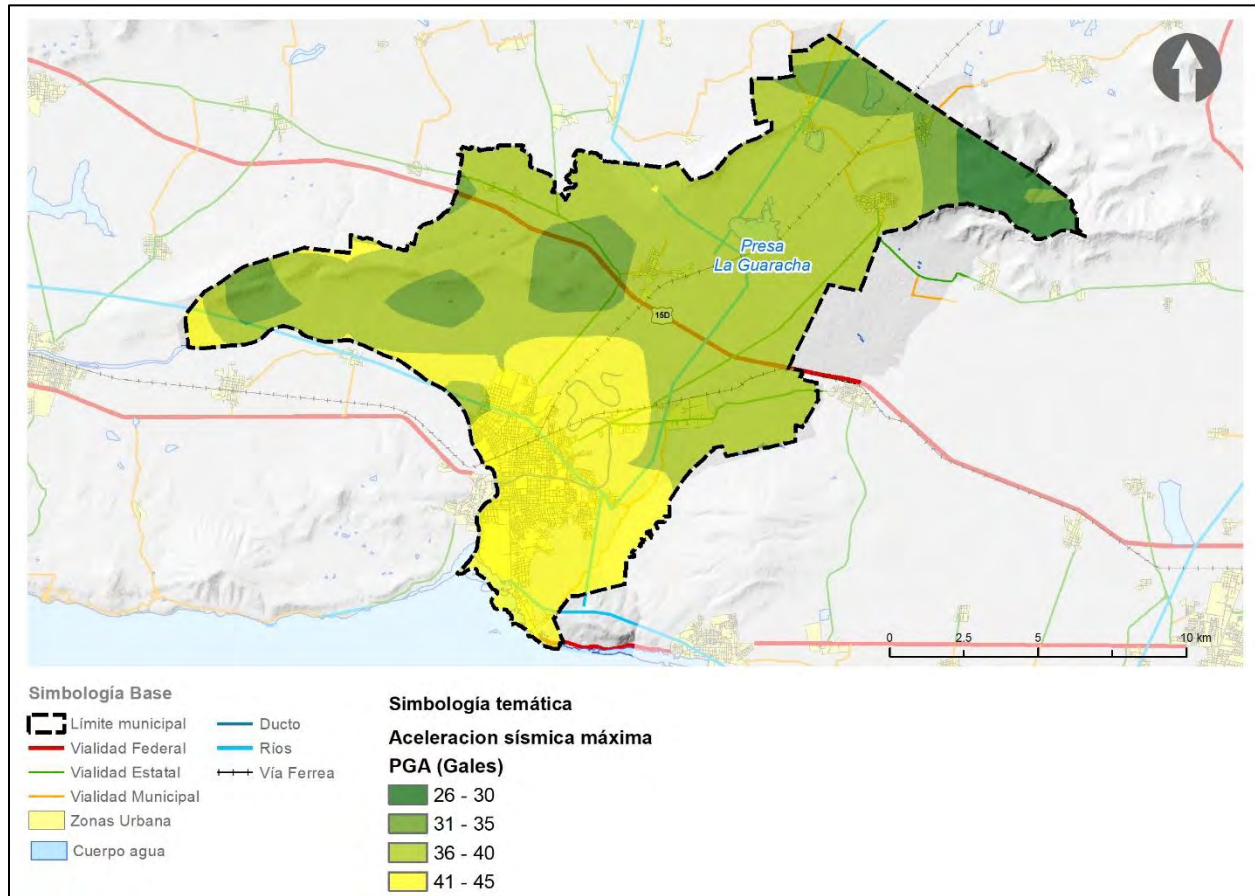 Presa
La Guaracha
15D
0 2.5 5 10 km
Simbología Base
Límite municipal
Vialidad Federal
Vialidad Estatal
Vialidad Municipal
Zonas Urbana
Cuerpo agua
Ducto
Ríos
Vía Ferrea
Simbología temática
Aceleracion sísmica máxima
PGA (Gales)
26 - 30
31 - 35
36 - 40
41 - 45